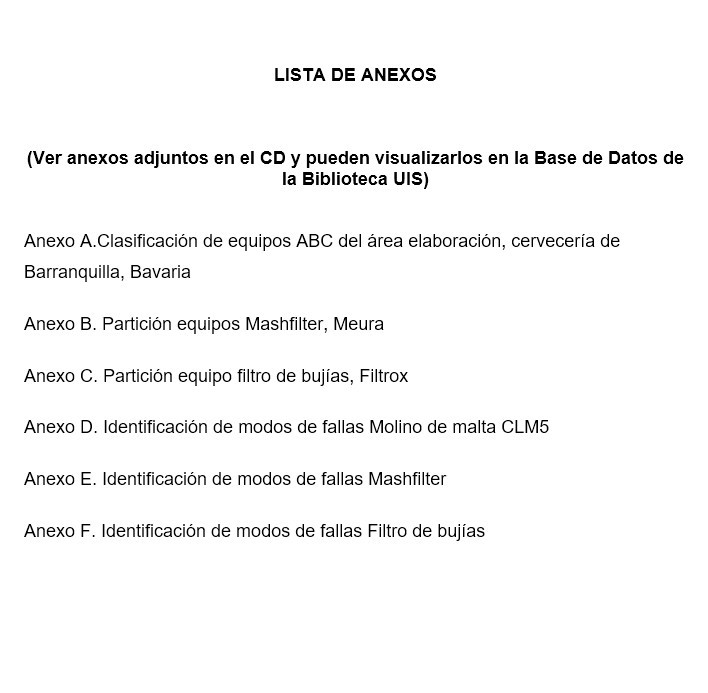 LISTA DE ANEXOS
(Ver anexos adjuntos en el CD y pueden visualizarlos en la Base de Datos de
la Biblioteca UIS)
Anexo A.Clasificación de equipos ABC del área elaboración, cervecería de
Barranquilla, Bavaria
Anexo B. Partición equipos Mashfilter, Meura
Anexo C. Partición equipo filtro de bujías, Filtrox
Anexo D. Identificación de modos de fallas Molino de malta CLM5
Anexo E. Identificación de modos de fallas Mashfilter
Anexo F. Identificación de modos de fallas Filtro de bujías